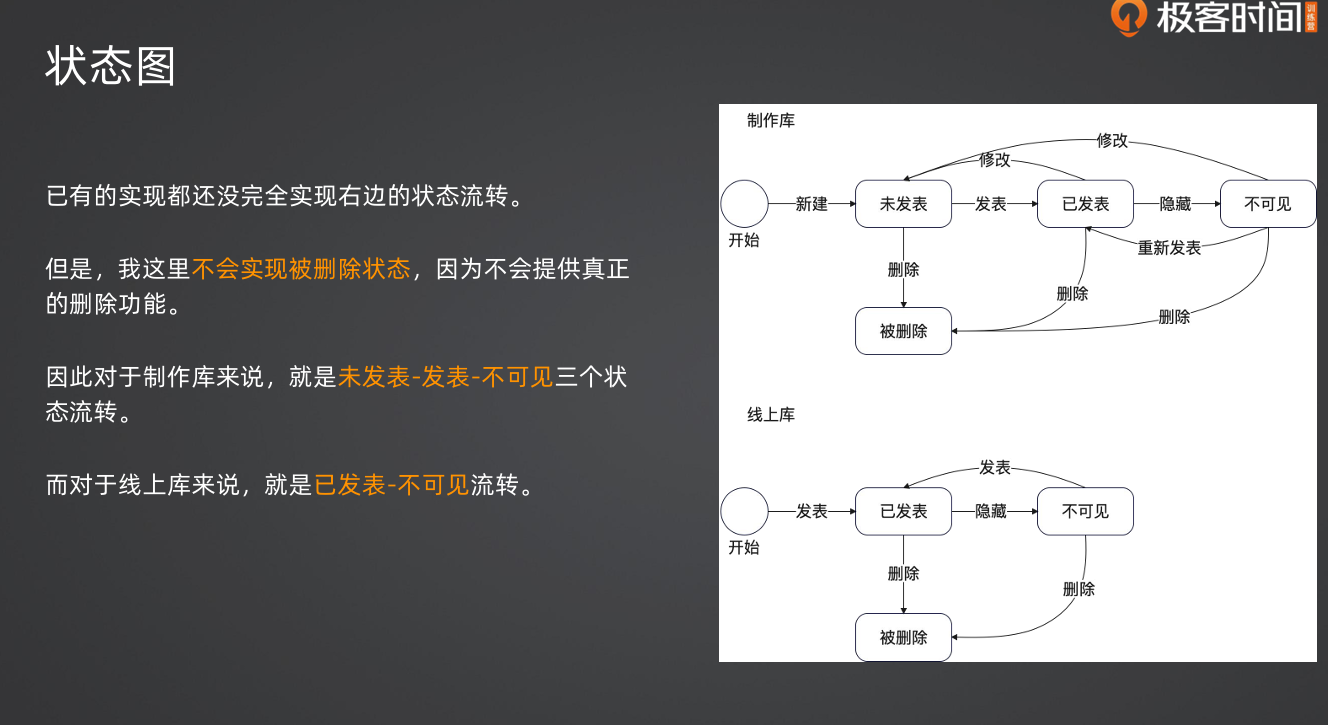 极客时间
训练营
状态图
已有的实现都还没完全实现右边的状态流转。
但是，我这里不会实现被删除状态，因为不会提供真正
的删除功能。
因此对于制作库来说，就是未发表-发表-不可见三个状
态流转。
而对于线上库来说，就是已发表-不可见流转。
制作库
修改
修改
新建
未发表
发表
已发表
隐藏
不可见
开始
重新发表
删除
删除
删除
被删除
线上库
发表
发表
已发表
隐藏
不可见
开始
删除
删除
被删除